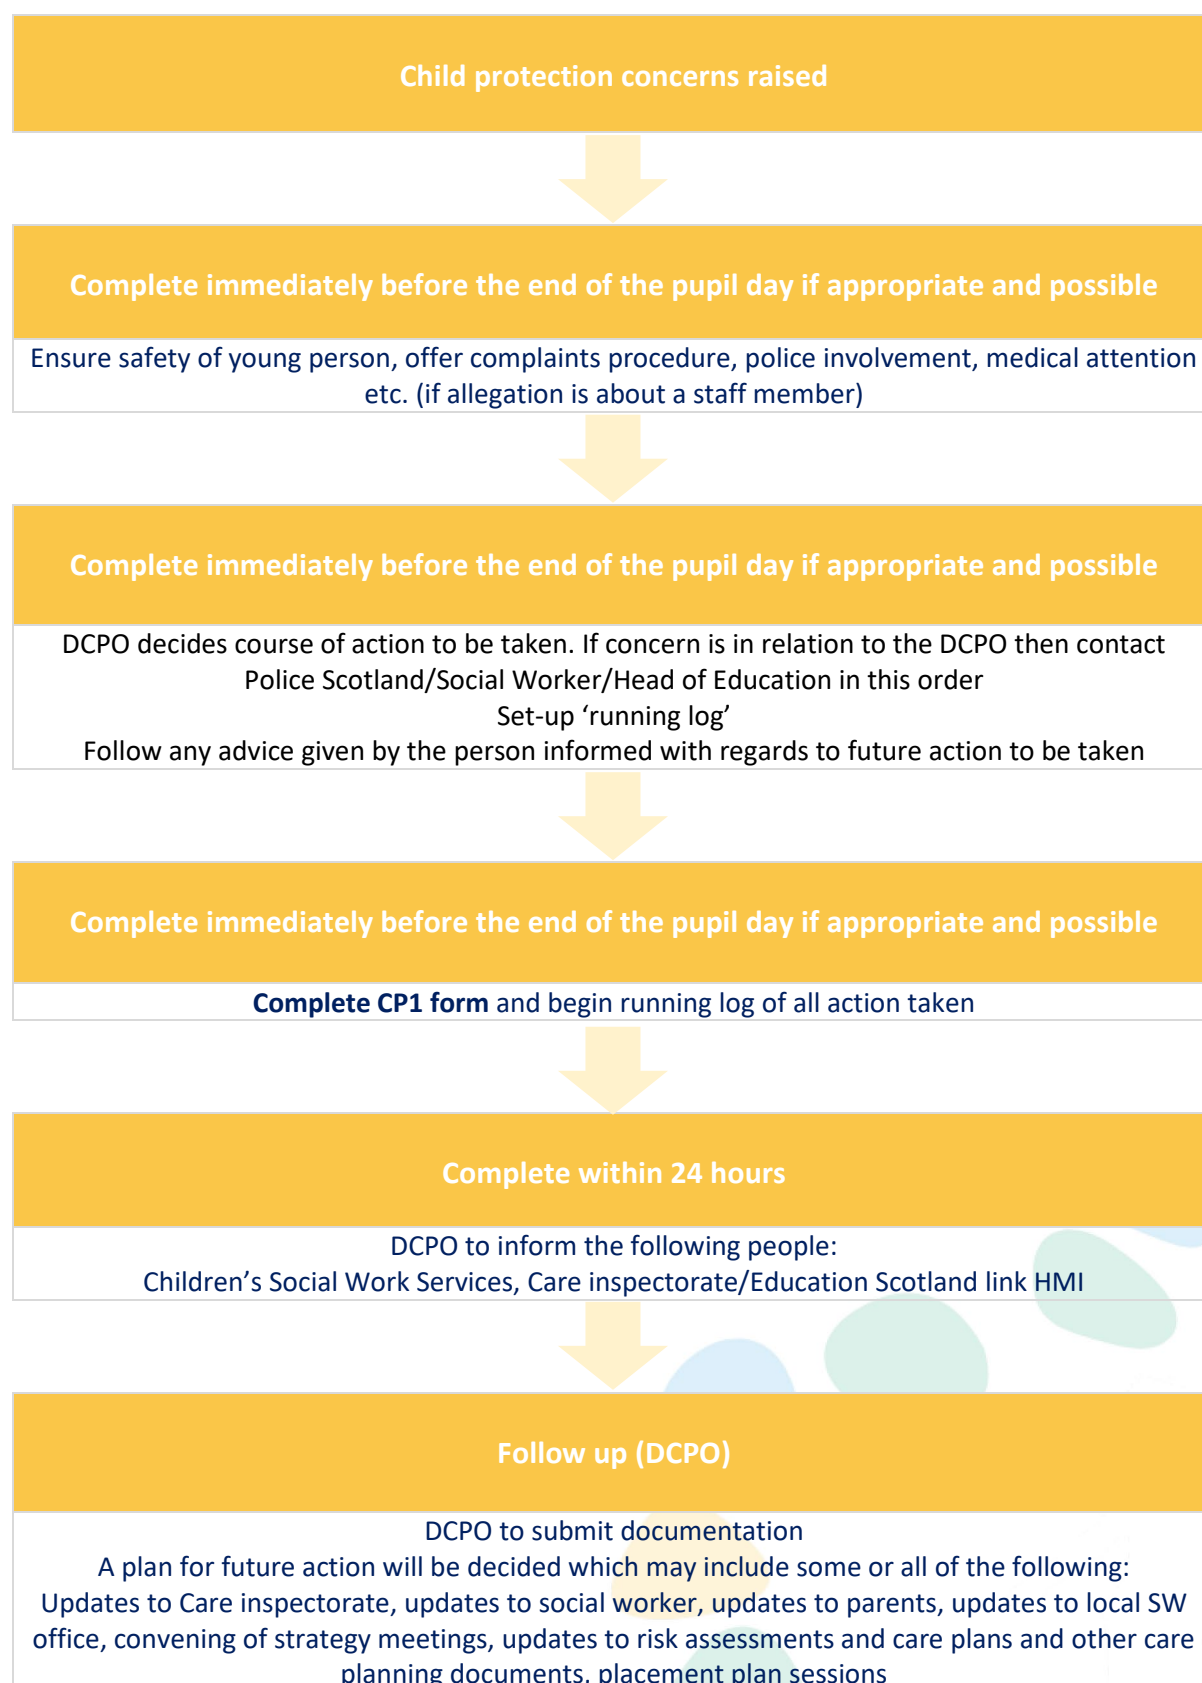 Child protection concerns raised
Complete immediately before the end of the pupil day if appropriate and possible
Ensure safety of young person, offer complaints procedure, police involvement, medical attention
etc. (if allegation is about a staff member)
Complete immediately before the end of the pupil day if appropriate and possible
DCPO decides course of action to be taken. If concern is in relation to the DCPO then contact
Police Scotland/Social Worker/Head of Education in this order
Set-up ‘running log’
Follow any advice given by the person informed with regards to future action to be taken
Complete immediately before the end of the pupil day if appropriate and possible
Complete CP1 form and begin running log of all action taken
Complete within 24 hours
DCPO to inform the following people:
Children’s Social Work Services, Care inspectorate/Education Scotland link HMI
Follow up (DCPO)
DCPO to submit documentation
A plan for future action will be decided which may include some or all of the following:
Updates to Care inspectorate, updates to social worker, updates to parents, updates to local SW
office, convening of strategy meetings, updates to risk assessments and care plans and other care
planning documents, placement plan sessions